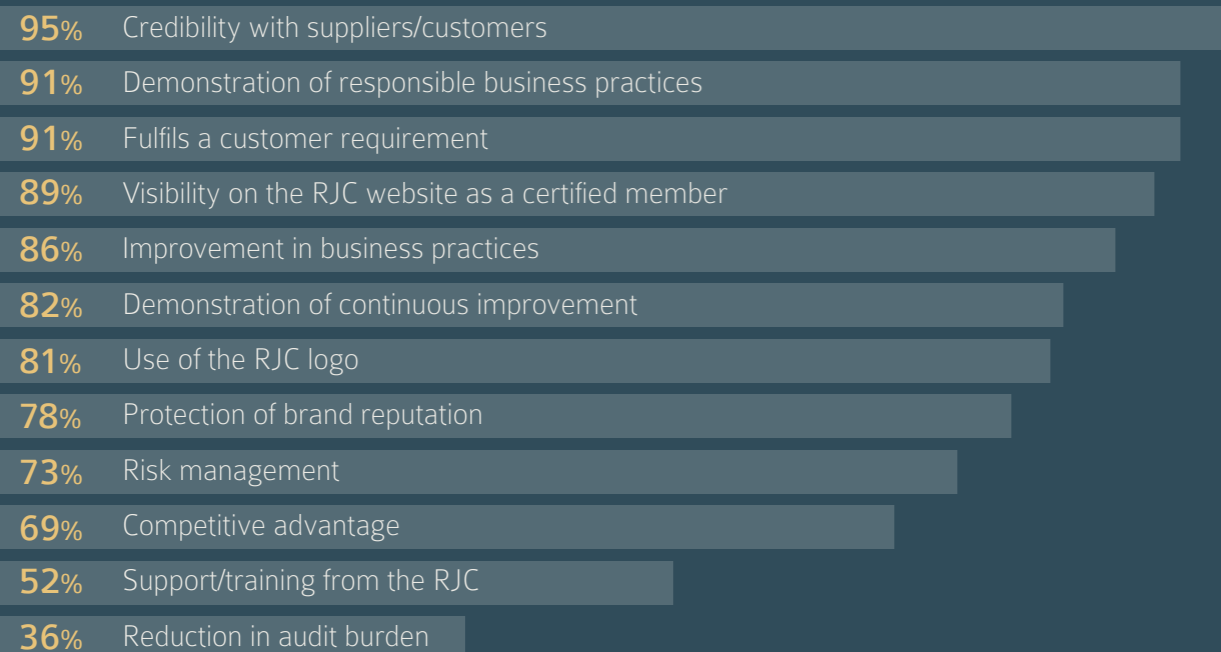 95% Credibility with suppliers/customers
91% Demonstration of responsible business practices
91% Fulfils a customer requirement
89% Visibility on the RJC website as a certified member
86% Improvement in business practices
82% Demonstration of continuous improvement
81% Use of the RJC logo
78% Protection of brand reputation
73% Risk management
69% Competitive advantage
52% Support/training from the RJC
36% Reduction in audit burden